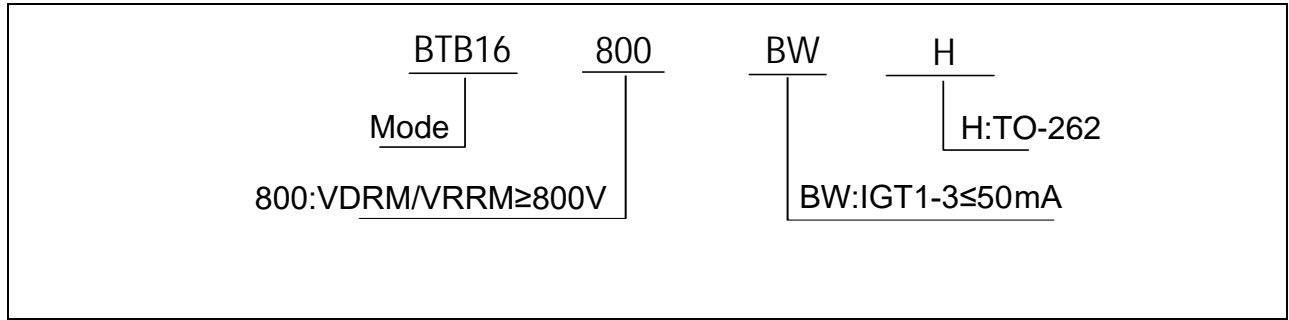 BTB16 800 BW H
Mode H:TO-262
800:VDRM/VRRM≥800V BW:IGT1-3≤50mA